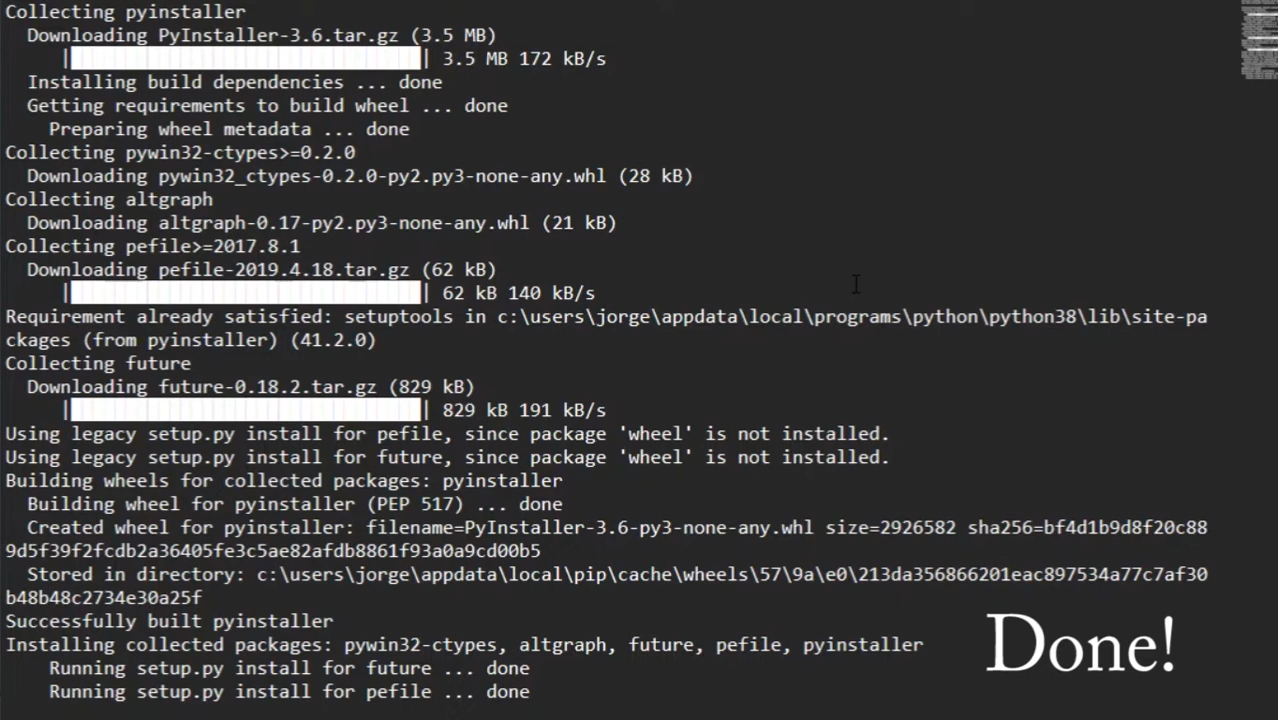 Collecting pyinstaller
Downloading PyInstaller-3.6.tar.gz (3.5 MB)
| | 3.5 MB 172 kB/s
Installing build dependencies ... done
Getting requirements to build wheel ... done
Preparing wheel metadata ... done
Collecting pywin32-ctypes>=0.2.0
Downloading pywin32_ctypes-0.2.0-py2.py3-none-any.whl (28 kB)
Collecting altgraph
Downloading altgraph-0.17-py2.py3-none-any.whl (21 kB)
Collecting pefile>=2017.8.1
Downloading pefile-2019.4.18.tar.gz (62 kB)
| | 62 kB 140 kB/s
Requirement already satisfied: setuptools in c:\users\jorge\appdata\local\programs\python\python38\lib\site-pa
ckages (from pyinstaller) (41.2.0)
Collecting future
Downloading future-0.18.2.tar.gz (829 kB)
| | 829 kB 191 kB/s
Using legacy setup.py install for pefile, since package 'wheel' is not installed.
Using legacy setup.py install for future, since package 'wheel' is not installed.
Building wheels for collected packages: pyinstaller
Building wheel for pyinstaller (PEP 517) ... done
Created wheel for pyinstaller: filename=PyInstaller-3.6-py3-none-any.whl size=2926582 sha256=bf4d1b9d8f20c88
9d5f39f2fcdb2a36405fe3c5ae82afdb8861f93a0a9cd00b5
Stored in directory: c:\users\jorge\appdata\local\pip\cache\wheels\57\9a\e0\213da356866201eac897534a77c7af30
b48b48c2734e30a25f
Successfully built pyinstaller
Installing collected packages: pywin32-ctypes, altgraph, future, pefile, pyinstaller
Running setup.py install for future ... done
Running setup.py install for pefile ... done
Done!